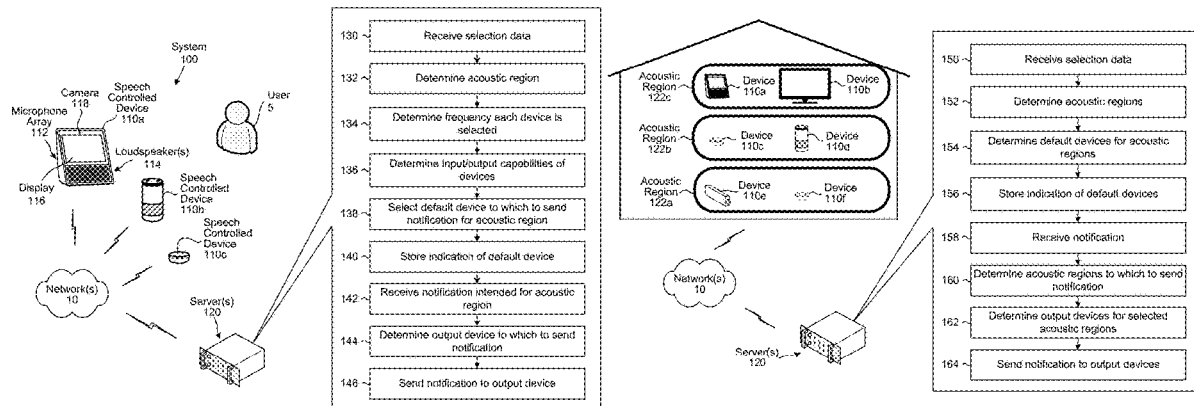 System
100
Camera
118
Speech
Controlled
Device
110a
Microphone
Array
112
User
5
Loudspeaker(s)
114
Display
116
Speech
Controlled
Device
110b
Speech
Controlled
Device
110c
Network(s)
10
Server(s)
120
130
Receive selection data
132
Determine acoustic region
134
Determine frequency each device is selected
136
Determine input/output capabilities of devices
138
Select default device to which to send notification for acoustic region
140
Store indication of default device
142
Receive notification intended for acoustic region
144
Determine output device to which to send notification
146
Send notification to output device
Acoustic
Region
122c
Device
110a
Device
110b
Acoustic
Region
122b
Device
110c
Device
110d
Acoustic
Region
122a
Device
110e
Device
110f
Network(s)
10
Server(s)
120
150
Receive selection data
152
Determine acoustic regions
154
Determine default devices for acoustic regions
156
Store indication of default devices
158
Receive notification
160
Determine acoustic regions to which to send notification
162
Determine output devices for selected acoustic regions
164
Send notification to output devices